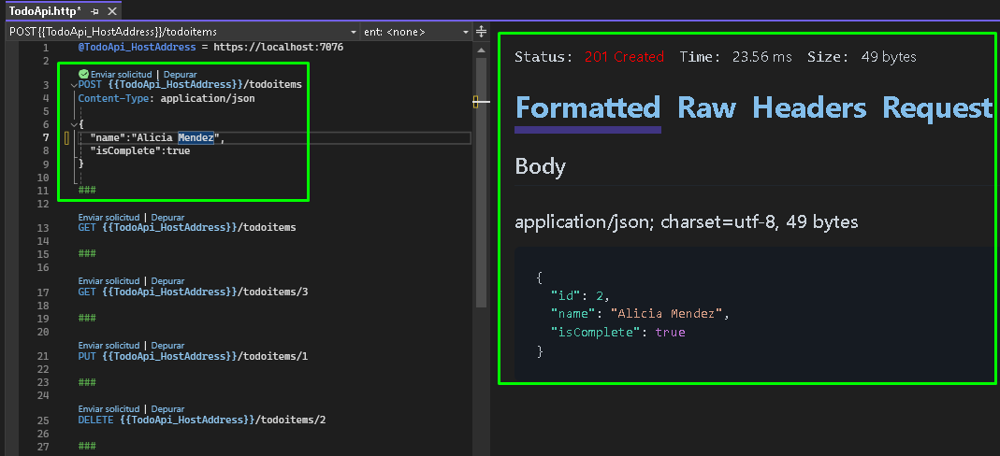 TodoApi.http*
POST{{TodoApi_HostAddress}}/todoitems
ent: <none>
1 @TodoApi_HostAddress = https://localhost:7076
2
Enviar solicitud | Depurar
3 POST {{TodoApi_HostAddress}}/todoitems
4 Content-Type: application/json
5
6 {
7 "name":"Alicia Mendez",
8 "isComplete":true
9 }
10
11 ###
12
Enviar solicitud | Depurar
13 GET {{TodoApi_HostAddress}}/todoitems
14
15 ###
16
Enviar solicitud | Depurar
17 GET {{TodoApi_HostAddress}}/todoitems/3
18
19 ###
20
Enviar solicitud | Depurar
21 PUT {{TodoApi_HostAddress}}/todoitems/1
22
23 ###
24
Enviar solicitud | Depurar
25 DELETE {{TodoApi_HostAddress}}/todoitems/2
26
27 ###
Status: 201 Created Time: 23.56 ms Size: 49 bytes
Formatted Raw Headers Request
Body
application/json; charset=utf-8, 49 bytes
{
"id": 2,
"name": "Alicia Mendez",
"isComplete": true
}